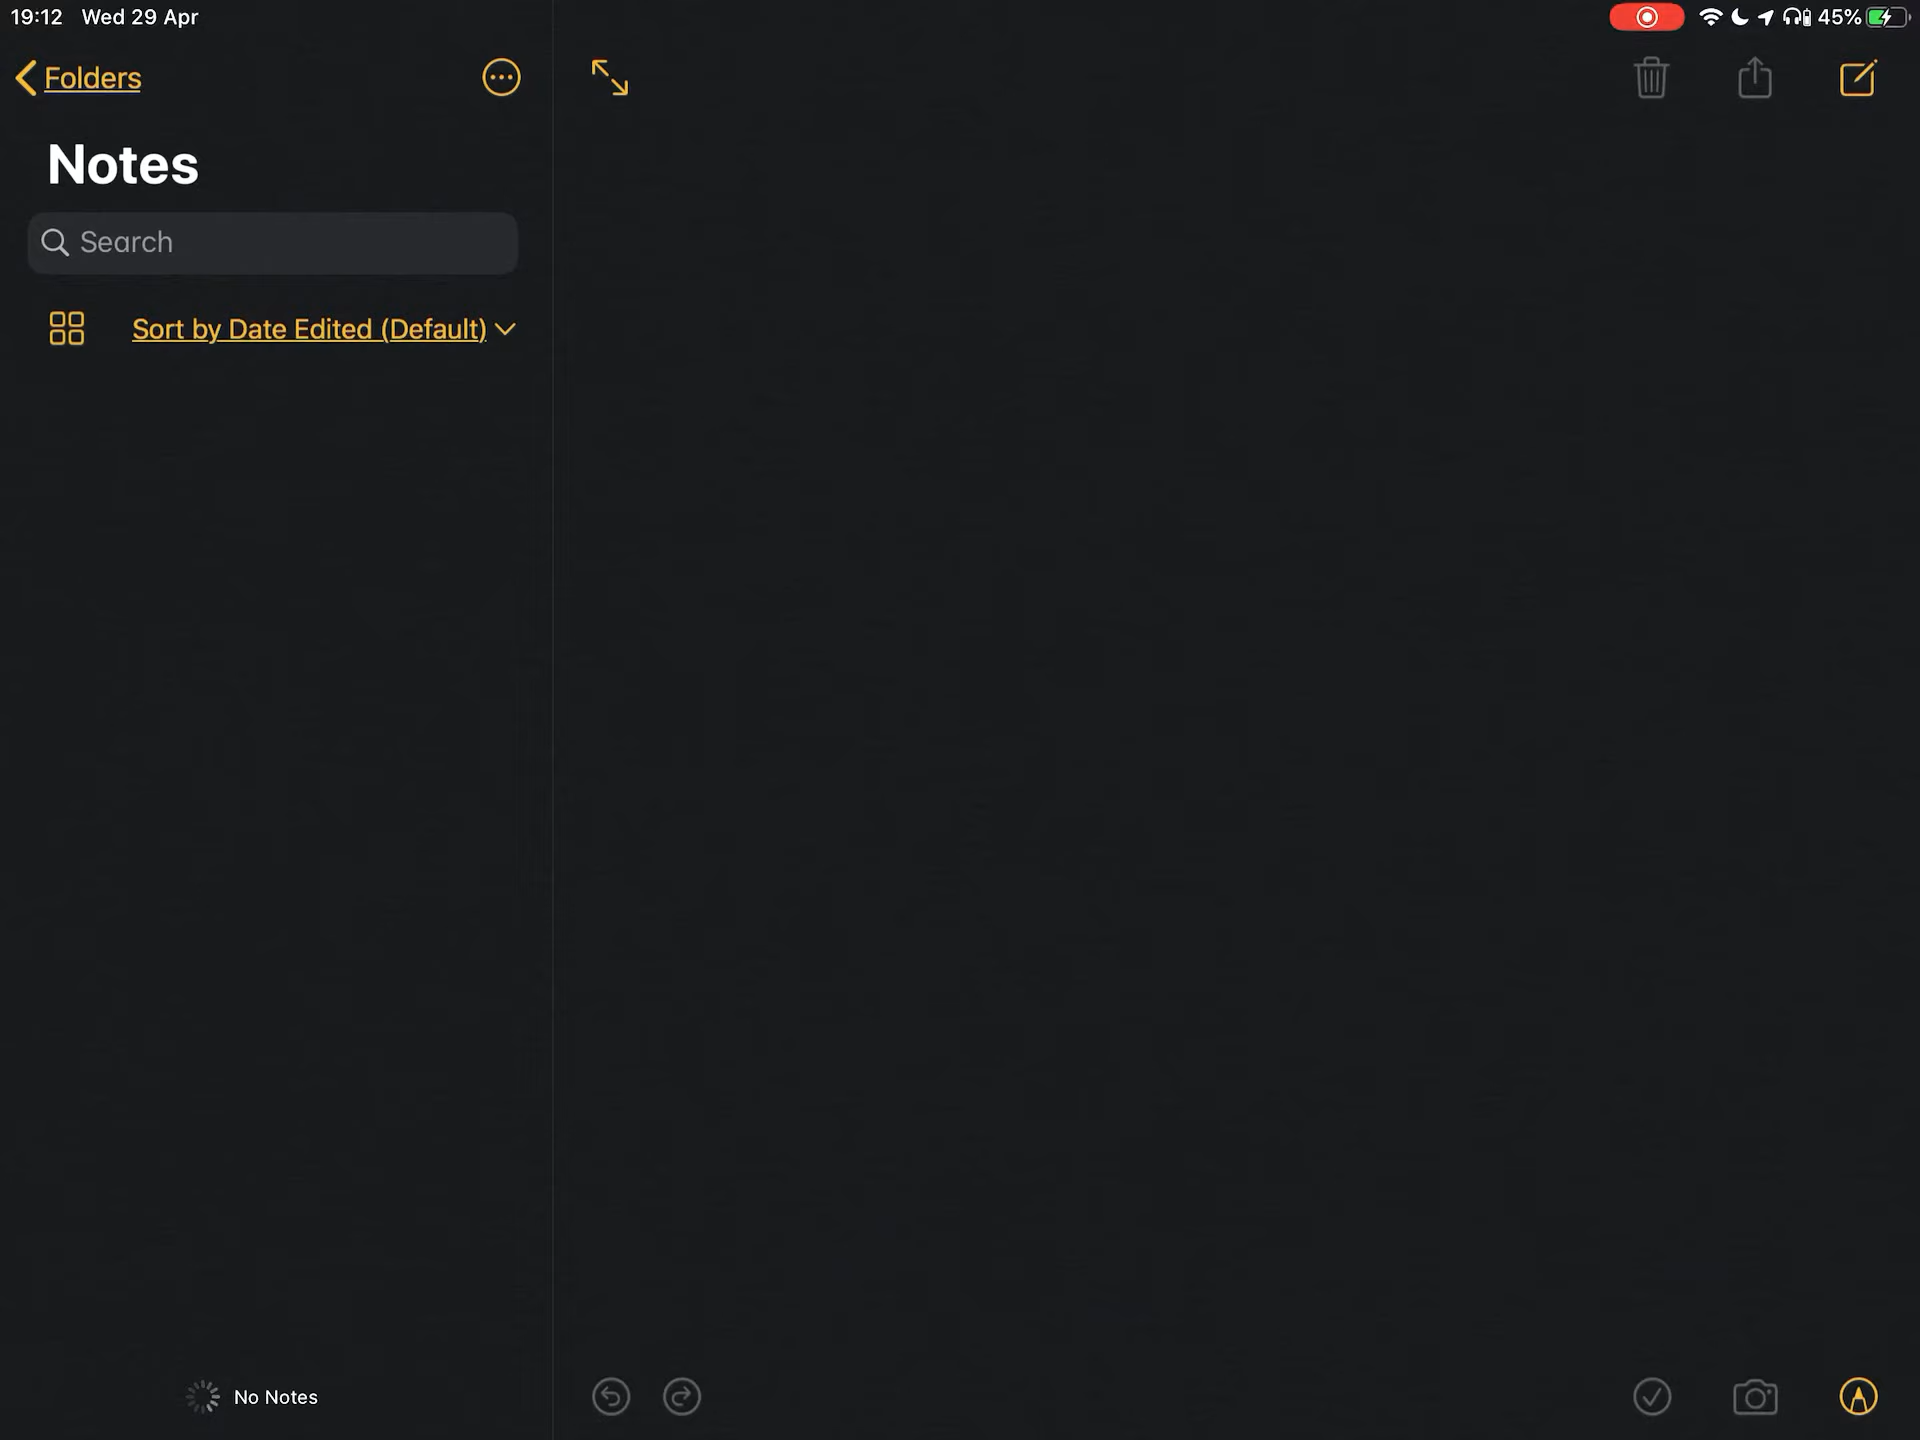 19:12 Wed 29 Apr
45%
Folders
Notes
Search
Sort by Date Edited (Default)
No Notes